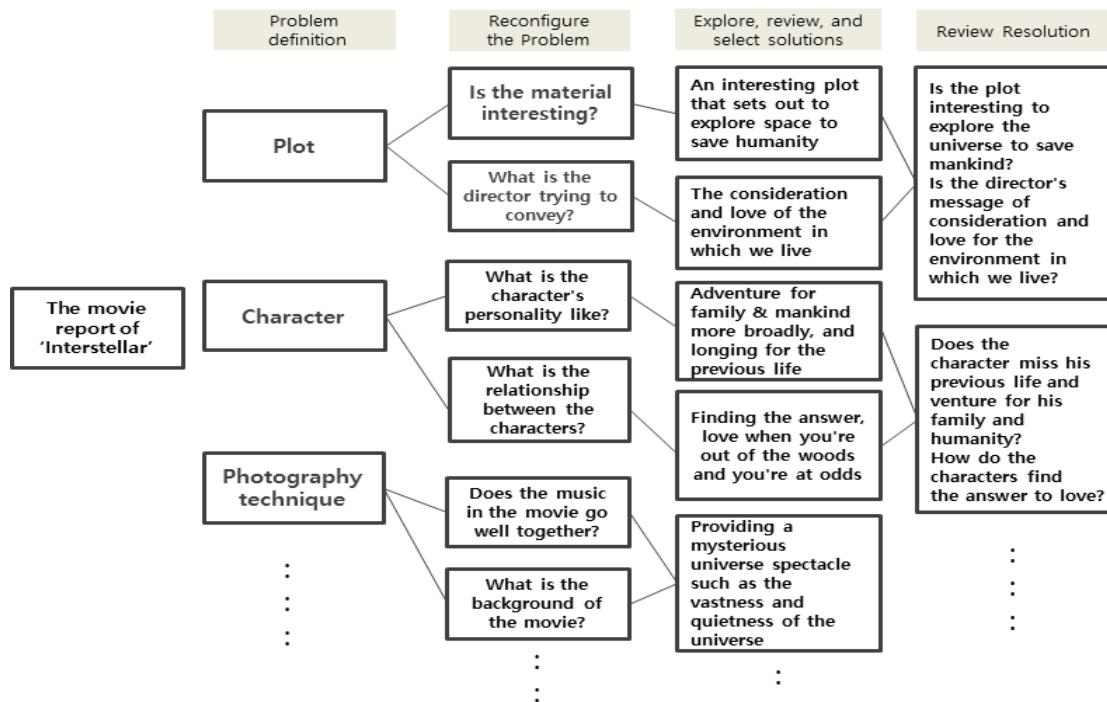 Problem
definition
Reconfigure
the Problem
Explore, review, and
select solutions
Review Resolution
The movie
report of
‘Interstellar’
Plot
Character
Photography
technique
Is the material
interesting?
What is the
director trying to
convey?
What is the
character's
personality like?
What is the
relationship
between the
characters?
Does the music
in the movie go
well together?
What is the
background of
the movie?
An interesting plot
that sets out to
explore space to
save humanity
The consideration
and love of the
environment in
which we live
Adventure for
family & mankind
more broadly, and
longing for the
previous life
Finding the answer,
love when you're
out of the woods
and you're at odds
Providing a
mysterious
universe spectacle
such as the
vastness and
quietness of the
universe
Is the plot
interesting to
explore the
universe to save
mankind?
Is the director's
message of
consideration and
love for the
environment in
which we live?
Does the
character miss his
previous life and
venture for his
family and
humanity?
How do the
characters find
the answer to love?